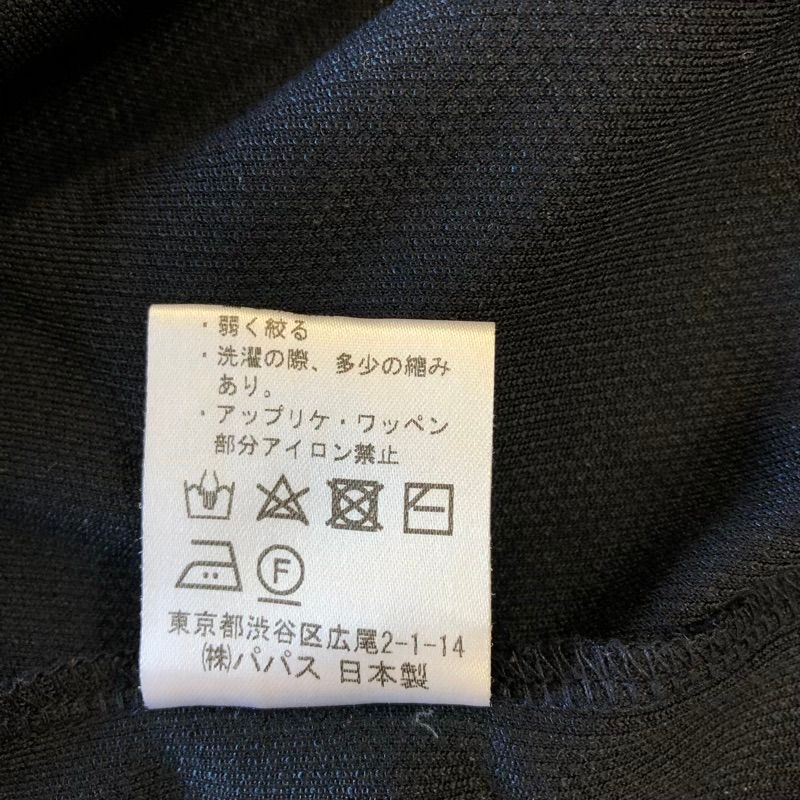 ・弱く絞る
・洗濯の際、多少の縮み
あり。
・アップリケ・ワッペン
部分アイロン禁止
F
東京都渋谷区広尾2-1-14
㈱パパス 日本製